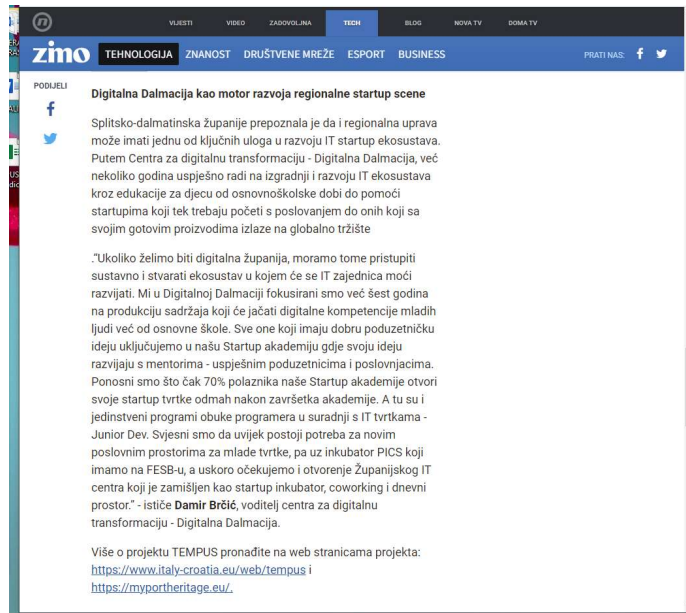 VIJESTI VIDEO ZADOVOLJNA TECH BLOG NOVA TV DOMA TV
zimo TEHNOLOGIJA ZNANOST DRUŠTVENE MREŽE ESPORT BUSINESS PRATI NAS:
PODIJELI
Digitalna Dalmacija kao motor razvoja regionalne startup scene
Splitsko-dalmatinska županije prepoznala je da i regionalna uprava
može imati jednu od ključnih uloga u razvoju IT startup ekosustava.
Putem Centra za digitalnu transformaciju - Digitalna Dalmacija, već
nekoliko godina uspješno radi na izgradnji i razvoju IT ekosustava
kroz edukacije za djecu od osnovnoškolske dobi do pomoći
startupima koji tek trebaju početi s poslovanjem do onih koji sa
svojim gotovim proizvodima izlaze na globalno tržište
."Ukoliko želimo biti digitalna županija, moramo tome pristupiti
sustavno i stvarati ekosustav u kojem će se IT zajednica moći
razvijati. Mi u Digitalnoj Dalmaciji fokusirani smo već šest godina
na produkciju sadržaja koji će jačati digitalne kompetencije mladih
ljudi već od osnovne škole. Sve one koji imaju dobru poduzetničku
ideju uključujemo u našu Startup akademiju gdje svoju ideju
razvijaju s mentorima - uspješnim poduzetnicima i poslovnjacima.
Ponosni smo što čak 70% polaznika naše Startup akademije otvori
svoje startup tvrtke odmah nakon završetka akademije. A tu su i
jedinstveni programi obuke programera u suradnji s IT tvrtkama -
Junior Dev. Svjesni smo da uvijek postoji potreba za novim
poslovnim prostorima za mlade tvrtke, pa uz inkubator PICS koji
imamo na FESB-u, a uskoro očekujemo i otvorenje Županijskog IT
centra koji je zamišljen kao startup inkubator, coworking i dnevni
prostor." - ističe Damir Brčić, voditelj centra za digitalnu
transformaciju - Digitalna Dalmacija.
Više o projektu TEMPUS pronađite na web stranicama projekta:
https://www.italy-croatia.eu/web/tempus i
https://myportheritage.eu/.